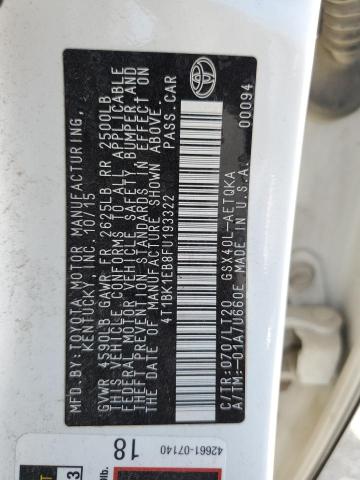 MFD.BY:TOYOTA MOTOR MANUFACTURING,
KENTUCKY, INC. 10/15
GVWR 4590LB GAWR FR 2625LB RR 2500LB
THIS VEHICLE CONFORMS TO ALL APPLICABLE
FEDERAL MOTOR VEHICLE SAFETY, BUMPER, AND
THEFT PREVENTION STANDARDS IN EFFECT ON
THE DATE OF MANUFACTURE SHOWN ABOVE.
4T1BK1EB8FU193322 PASS.CAR
C/TR:070/LT20 GSX40L-AETQKA
A/TM:-01A/U660E MADE IN U.S.A.
00094
TOYOTA
42661-07140
18